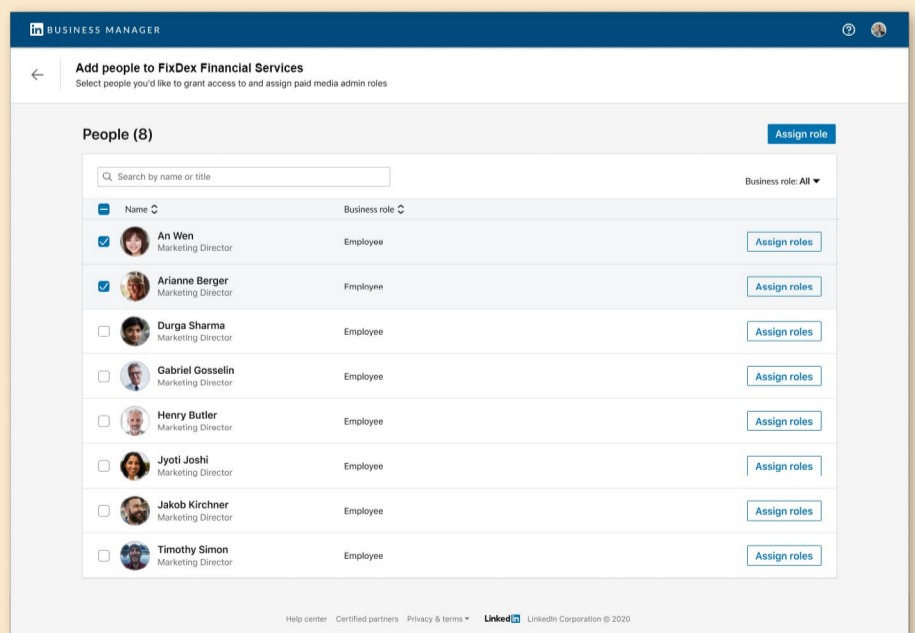 in BUSINESS MANAGER
Add people to FixDex Financial Services
Select people you'd like to grant access to and assign paid media admin roles
People (8)
Assign role
Search by name or title
Business role: All
Name
Business role
An Wen
Marketing Director
Employee
Assign roles
Arianne Berger
Marketing Director
Employee
Assign roles
Durga Sharma
Marketing Director
Employee
Assign roles
Gabriel Gosselin
Marketing Director
Employee
Assign roles
Henry Butler
Marketing Director
Employee
Assign roles
Jyoti Joshi
Marketing Director
Employee
Assign roles
Jakob Kirchner
Marketing Director
Employee
Assign roles
Timothy Simon
Marketing Director
Employee
Assign roles
Help center Certified partners Privacy & terms LinkedIn LinkedIn Corporation © 2020